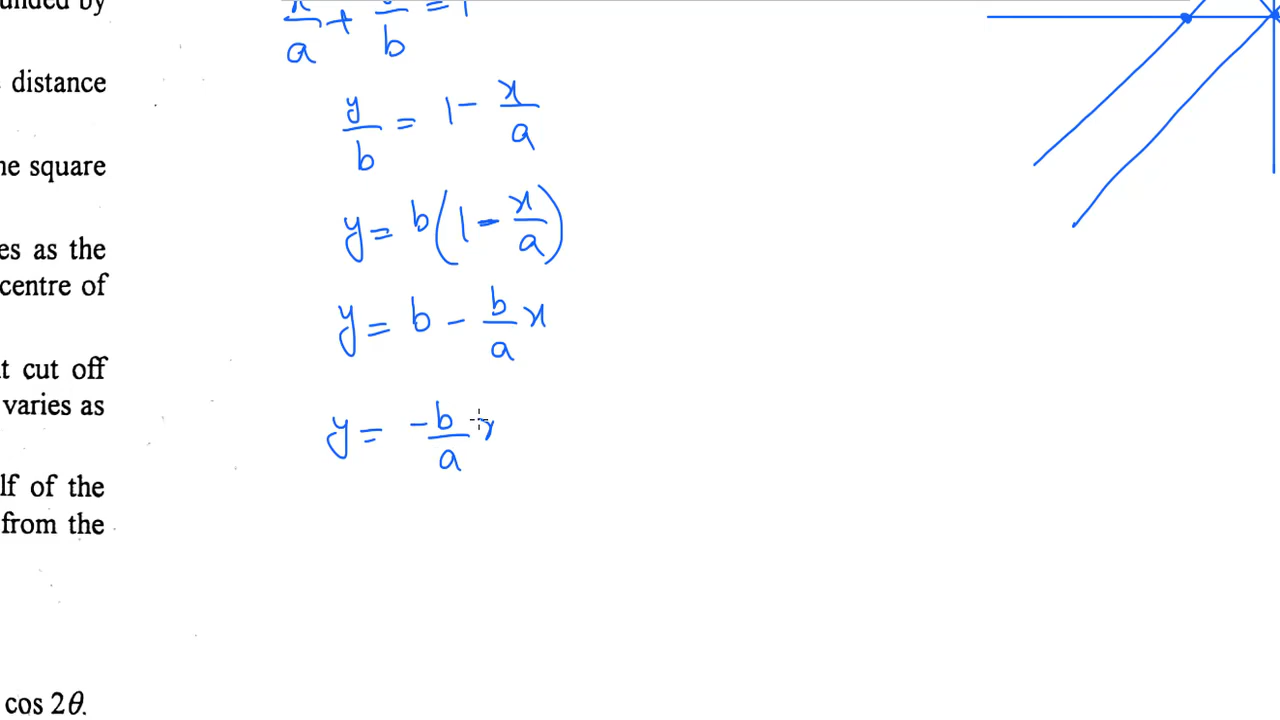 unded by
x/a + y/b = 1
distance
y/b = 1 - x/a
ne square
y = b(1 - x/a)
es as the
centre of
y = b - b/a x
t cut off
varies as
y = -b/a x
lf of the
from the
cos 2θ.